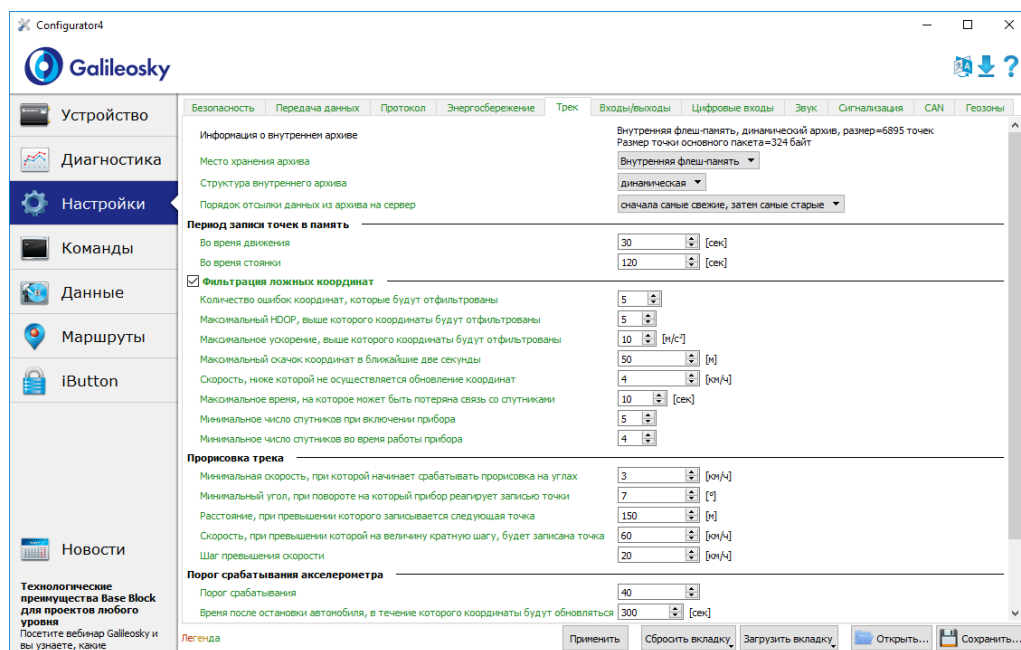 Configurator4
Galileosky
Устройство
Диагностика
Настройки
Команды
Данные
Маршруты
iButton
Новости
Технологические
преимущества Base Block
для проектов любого
уровня
Посетите вебинар Galileosky и
вы узнаете, какие
Безопасность Передача данных Протокол Энергосбережение Трек Входы/выходы Цифровые входы Звук Сигнализация CAN Геозоны
Информация о внутреннем архиве
Внутренняя флеш-память, динамический архив, размер=6895 точек
Размер точки основного пакета=324 байт
Место хранения архива Внутренняя флеш-память
Структура внутреннего архива динамическая
Порядок отсылки данных из архива на сервер сначала самые свежие, затем самые старые
Период записи точек в память
Во время движения 30 [сек]
Во время стоянки 120 [сек]
Фильтрация ложных координат
Количество ошибок координат, которые будут отфильтрованы 5
Максимальный HDOP, выше которого координаты будут отфильтрованы 5
Максимальное ускорение, выше которого координаты будут отфильтрованы 10 [м/с²]
Максимальный скачок координат в ближайшие две секунды 50 [м]
Скорость, ниже которой не осуществляется обновление координат 4 [км/ч]
Максимальное время, на которое может быть потеряна связь со спутниками 10 [сек]
Минимальное число спутников при включении прибора 5
Минимальное число спутников во время работы прибора 4
Прорисовка трека
Минимальная скорость, при которой начинает срабатывать прорисовка на углах 3 [км/ч]
Минимальный угол, при повороте на который прибор реагирует записью точки 7 [°]
Расстояние, при превышении которого записывается следующая точка 150 [м]
Скорость, при превышении которой на величину кратную шагу, будет записана точка 60 [км/ч]
Шаг превышения скорости 20 [км/ч]
Порог срабатывания акселерометра
Порог срабатывания 40
Время после остановки автомобиля, в течение которого координаты будут обновляться 300 [сек]
Легенда Применить Сбросить вкладку Загрузить вкладку Открыть... Сохранить...